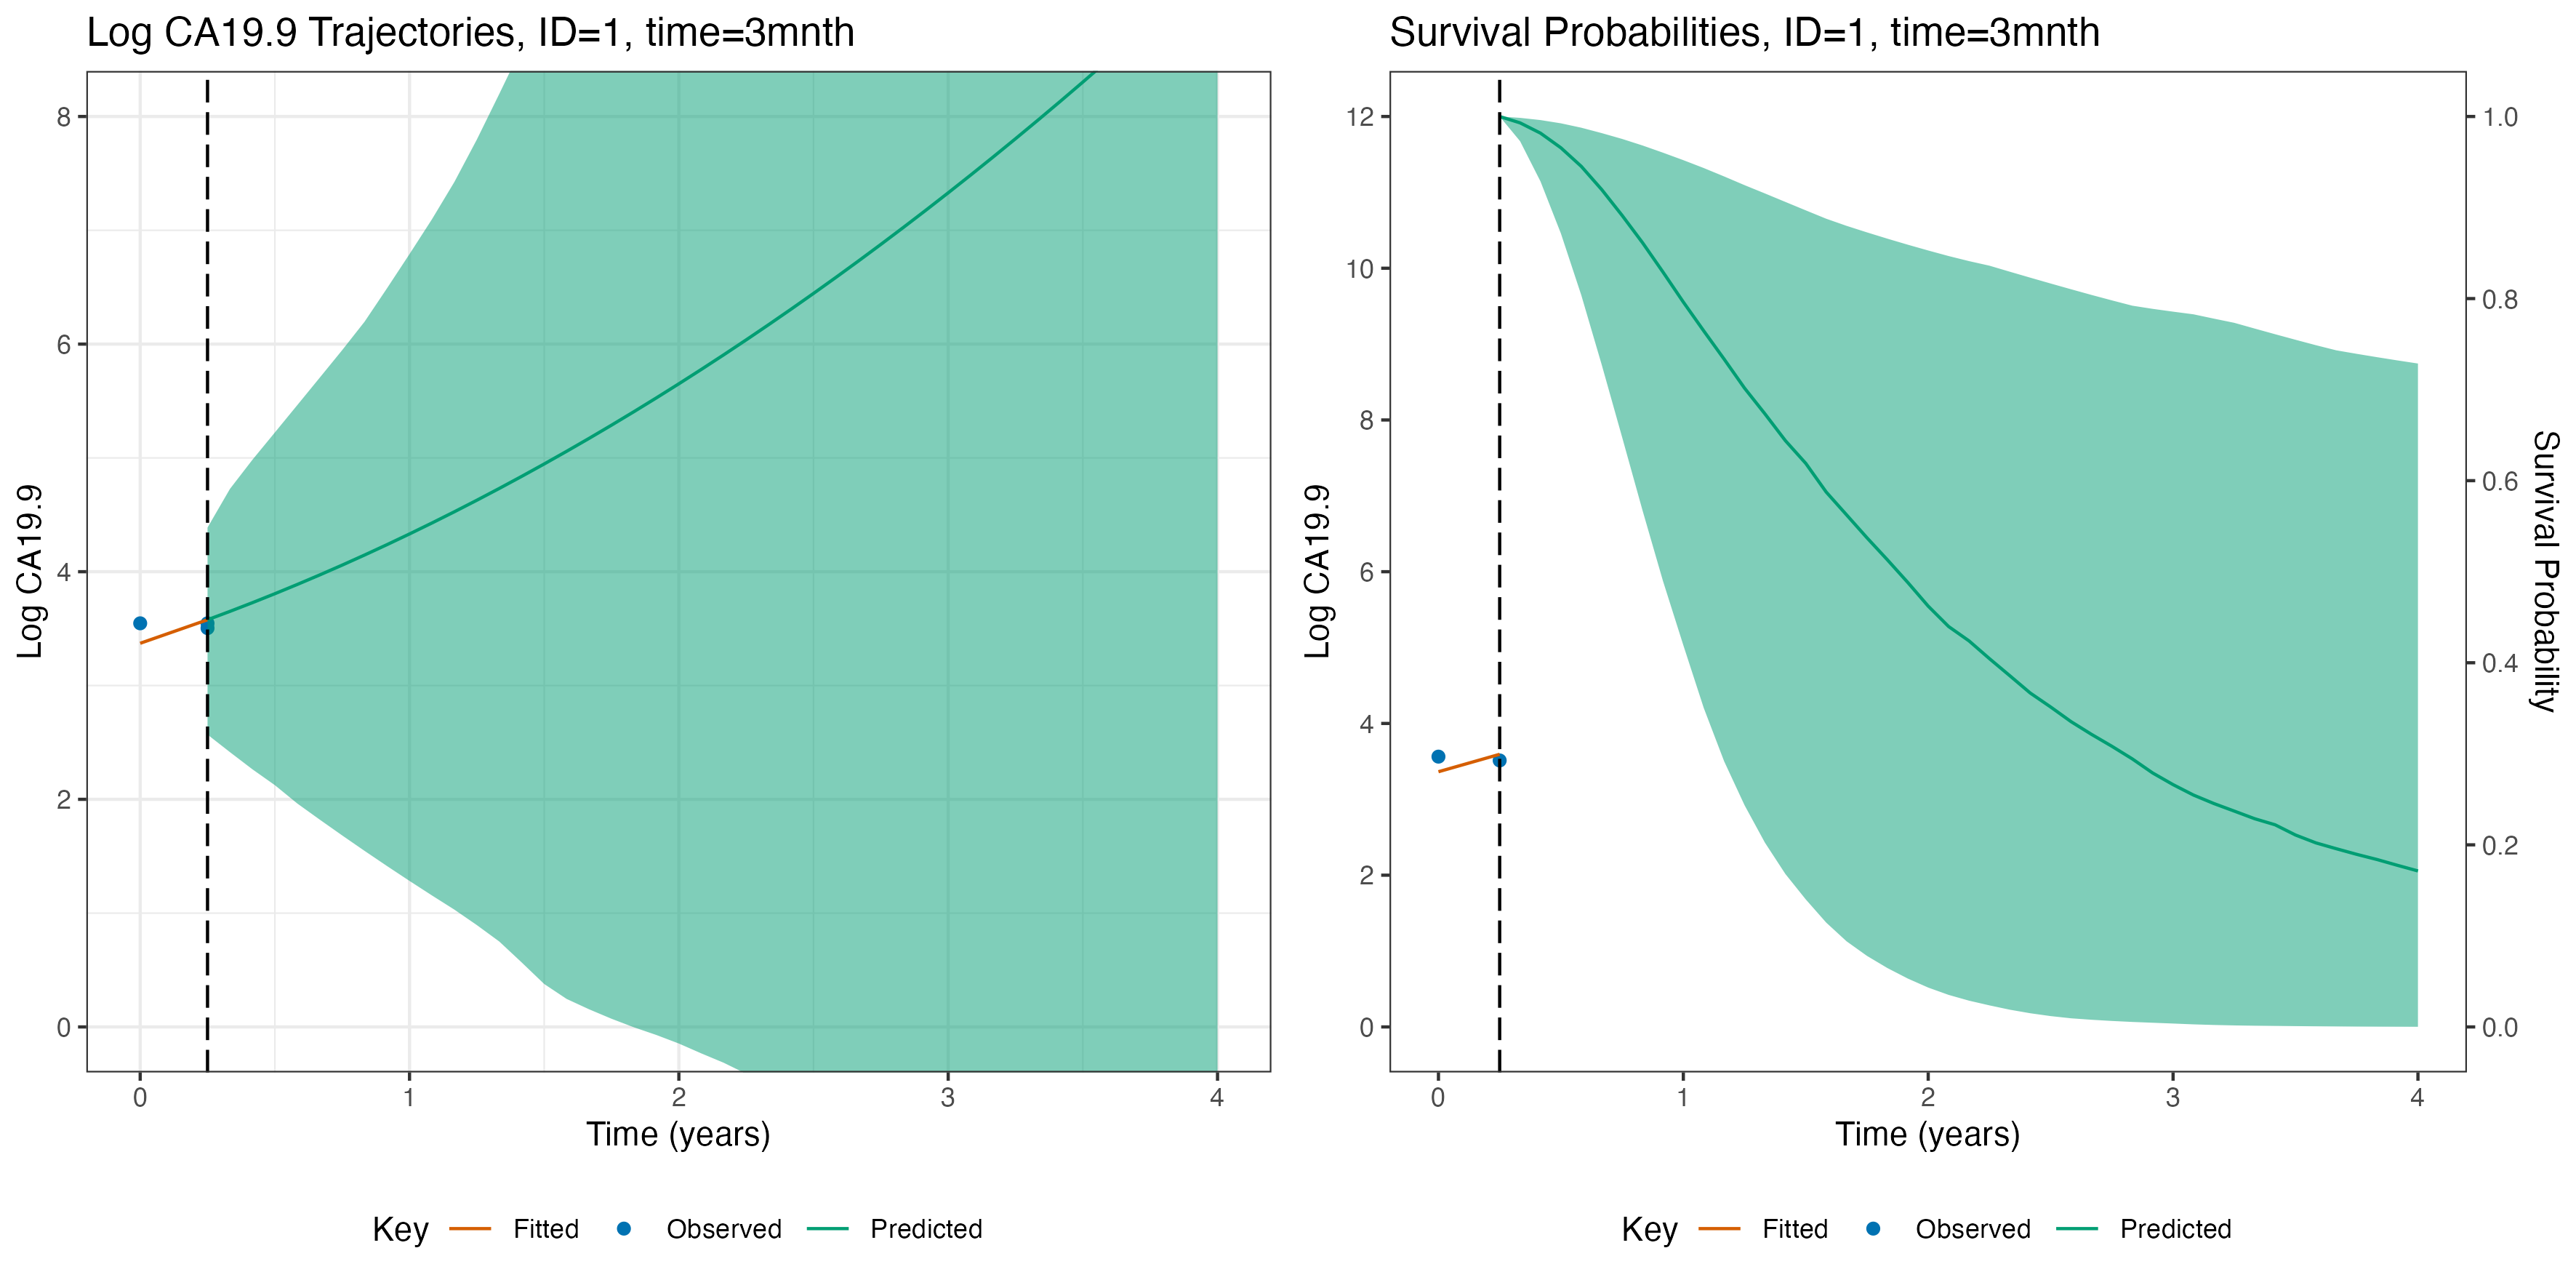 Log CA19.9 Trajectories, ID=1, time=3mnth
Log CA19.9
8
6
4
2
0
0 1 2 3 4
Time (years)
Key Fitted Observed Predicted
Survival Probabilities, ID=1, time=3mnth
Log CA19.9
12
10
8
6
4
2
0
1.0
0.8
0.6
0.4
0.2
0.0
Survival Probability
0 1 2 3 4
Time (years)
Key Fitted Observed Predicted